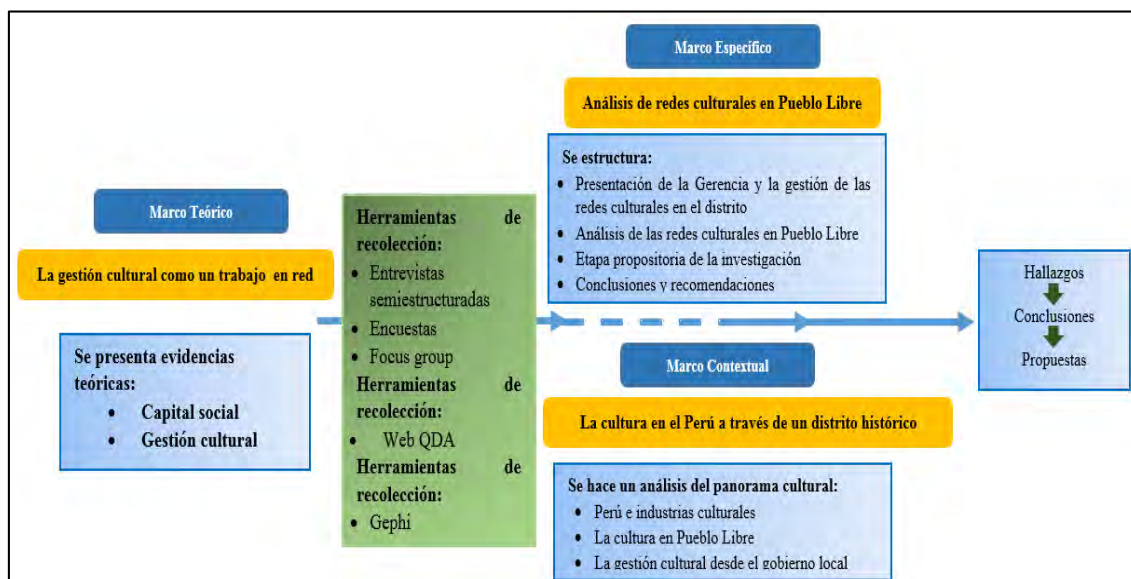 Marco Teórico
La gestión cultural como un trabajo en red
Se presenta evidencias
teóricas:
• Capital social
• Gestión cultural
Herramientas de
recolección:
• Entrevistas
semiestructuradas
• Encuestas
• Focus group
Herramientas de
recolección:
• Web QDA
Herramientas de
recolección:
• Gephi
Marco Específico
Análisis de redes culturales en Pueblo Libre
Se estructura:
• Presentación de la Gerencia y la gestión de las
redes culturales en el distrito
• Análisis de las redes culturales en Pueblo Libre
• Etapa propositoria de la investigación
• Conclusiones y recomendaciones
Marco Contextual
La cultura en el Perú a través de un distrito histórico
Se hace un análisis del panorama cultural:
• Perú e industrias culturales
• La cultura en Pueblo Libre
• La gestión cultural desde el gobierno local
Hallazgos
Conclusiones
Propuestas